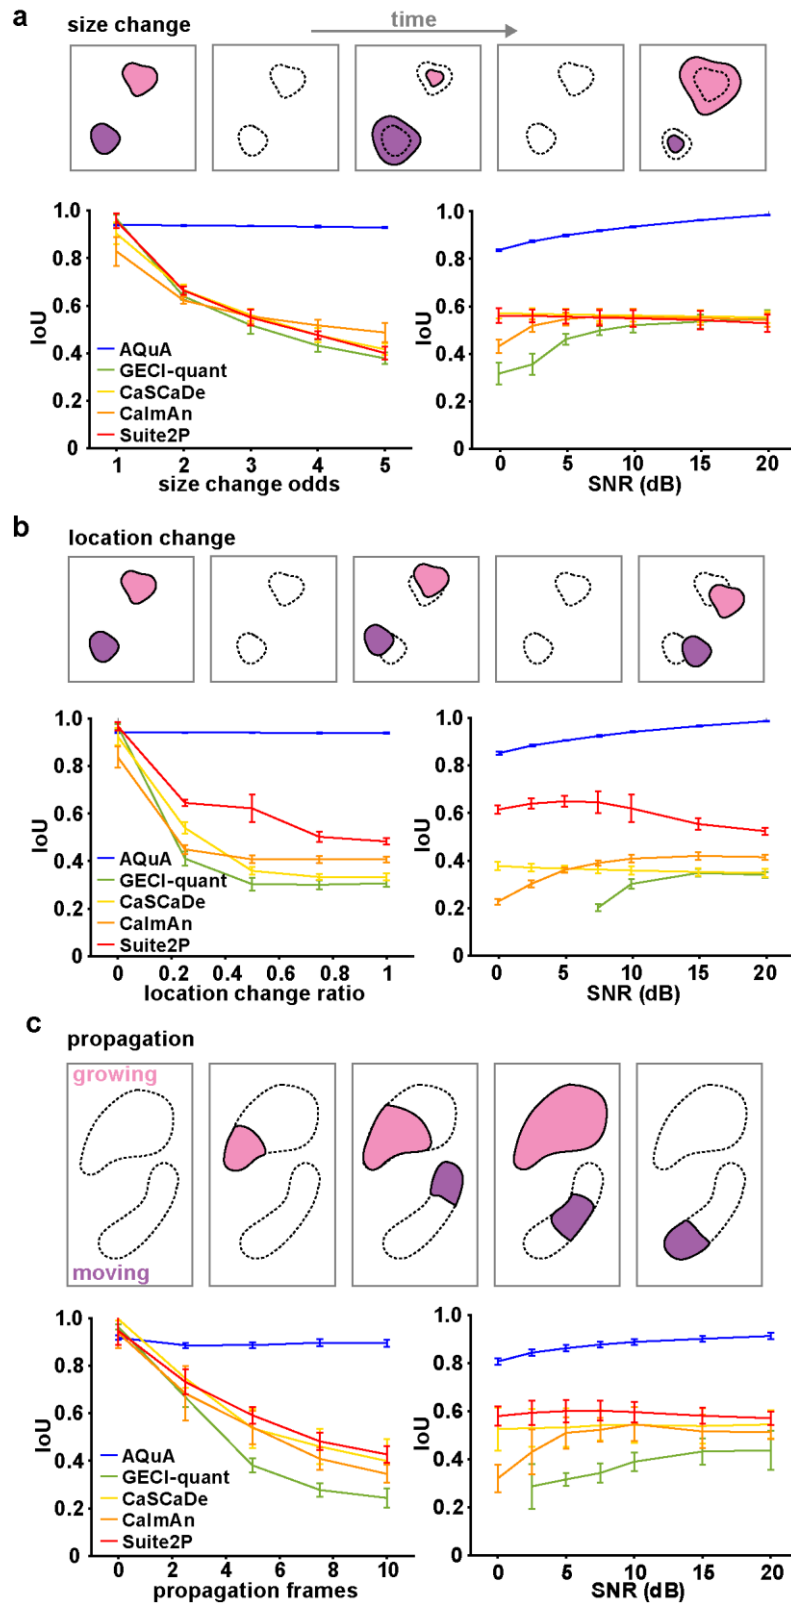 a
size change
time
1.0
0.8
0.6
0.4
0.2
0
IoU
AQuA
GECI-quant
CaSCaDe
CaImAn
Suite2P
1 2 3 4 5
size change odds
1.0
0.8
0.6
0.4
0.2
0
IoU
0 5 10 15 20
SNR (dB)
b
location change
1.0
0.8
0.6
0.4
0.2
0
IoU
AQuA
GECI-quant
CaSCaDe
CaImAn
Suite2P
0 0.2 0.4 0.6 0.8 1
location change ratio
1.0
0.8
0.6
0.4
0.2
0
IoU
0 5 10 15 20
SNR (dB)
c
propagation
growing
moving
1.0
0.8
0.6
0.4
0.2
0
IoU
AQuA
GECI-quant
CaSCaDe
CaImAn
Suite2P
0 2 4 6 8 10
propagation frames
1.0
0.8
0.6
0.4
0.2
0
IoU
0 5 10 15 20
SNR (dB)